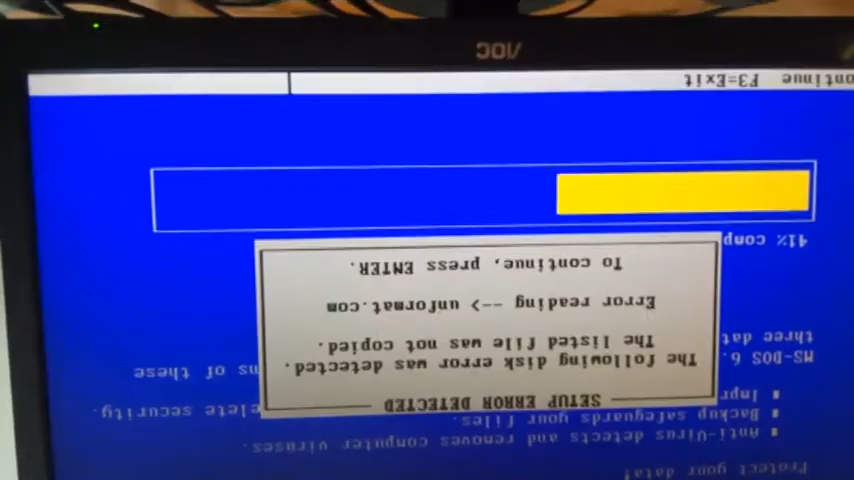 Protect your data!
Anti-Virus detects and removes computer viruses.
Backup safeguards your files.
elete security.
MS-DOS 6.
ns of these
three dat
SETUP ERROR DETECTED
The following disk error was detected.
The listed file was not copied.
Error reading --> unformat.com
To continue, press ENTER.
41% comp
ontinue F3=Exit
AOC